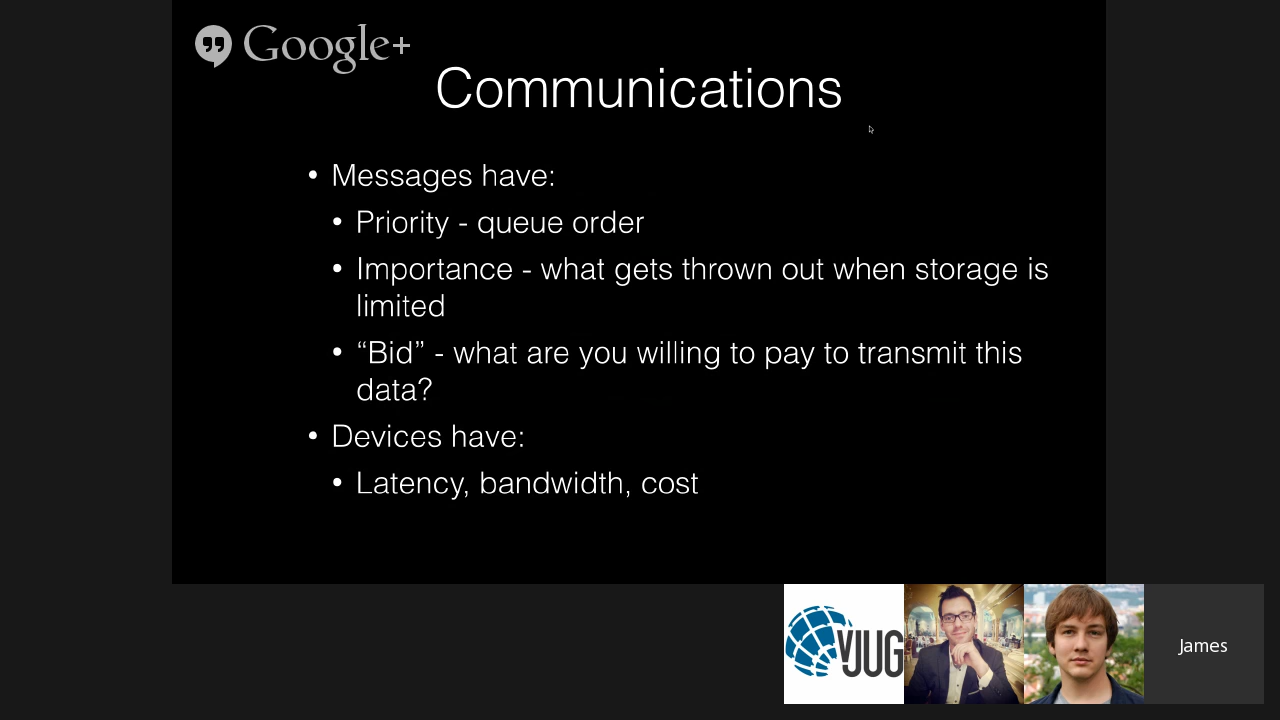 Google+
Communications
• Messages have:
• Priority - queue order
• Importance - what gets thrown out when storage is
limited
• “Bid” - what are you willing to pay to transmit this
data?
• Devices have:
• Latency, bandwidth, cost
vJUG
James